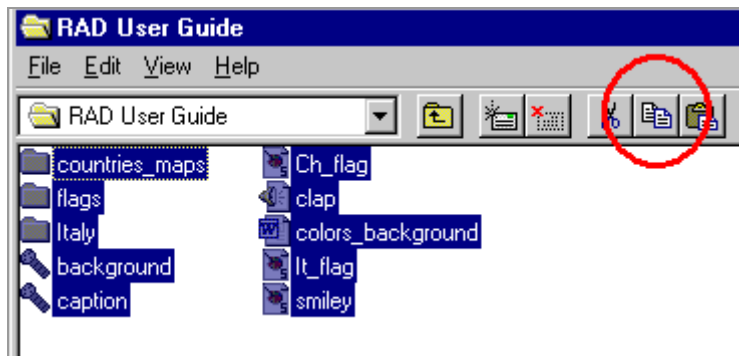 RAD User Guide
File Edit View Help
RAD User Guide
countries_maps
flags
Italy
background
caption
Ch_flag
clap
colors_background
It_flag
smiley